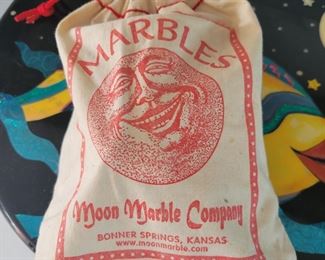 MARBLES
Moon Marble Company
BONNER SPRINGS, KANSAS
www.moonmarble.com